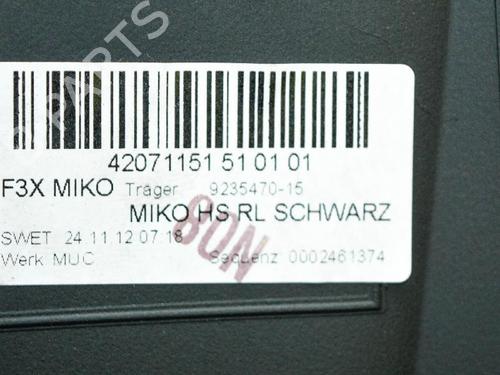 PARTS
42071151 51 01 01
F3X MIKO Träger 9235470-15
MIKO HS RL SCHWARZ
SWET 24 11 12 07 18
NO8
Werk MUC Sequenz 0002461374